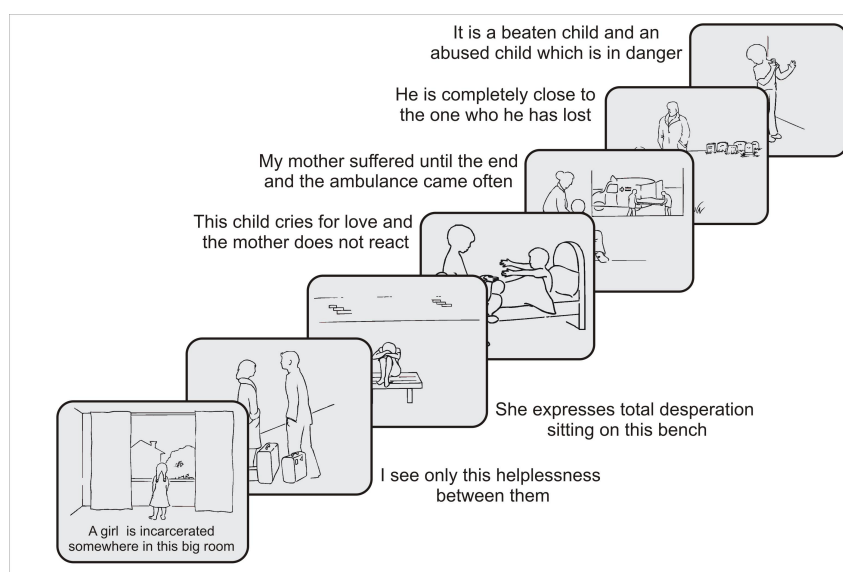 It is a beaten child and an
abused child which is in danger
He is completely close to
the one who he has lost
My mother suffered until the end
and the ambulance came often
This child cries for love and
the mother does not react
She expresses total desperation
sitting on this bench
I see only this helplessness
between them
A girl is incarcerated
somewhere in this big room